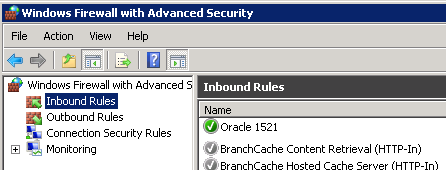 Windows Firewall with Advanced Security
File Action View Help
Windows Firewall with Advanced S
Inbound Rules
Outbound Rules
Connection Security Rules
Monitoring
Inbound Rules
Name
Oracle 1521
BranchCache Content Retrieval (HTTP-In)
BranchCache Hosted Cache Server (HTTP-In)